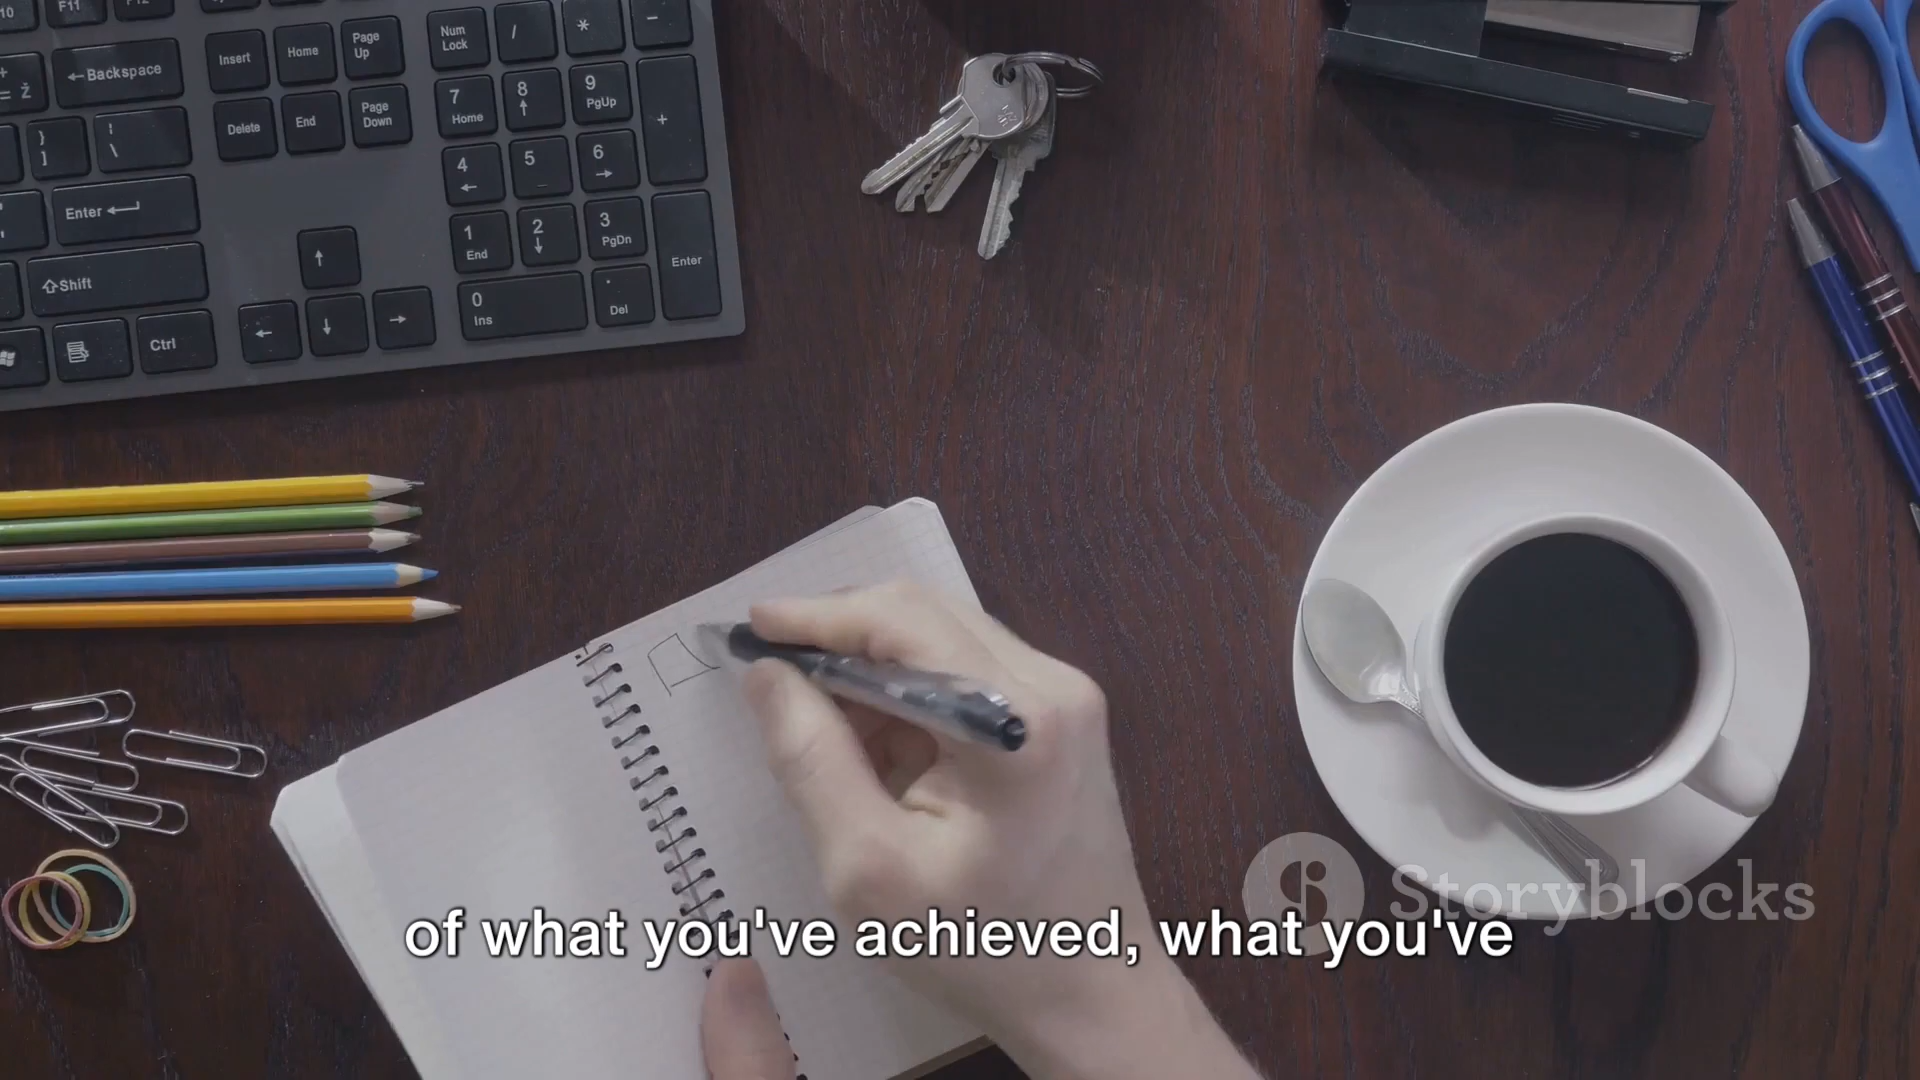 F10 F11 F12
+ = ž
←Backspace
Insert
Home
Page Up
Num Lock
/
*
−
} ]
¦ \
Delete
End
Page Down
7 Home
8 ↑
9 PgUp
+
Enter ←
4 ←
5
6 →
⇧Shift
↑
1 End
2 ↓
3 PgDn
Enter
Ctrl
←
↓
→
0 Ins
. Del
Storyblocks
of what you've achieved, what you've